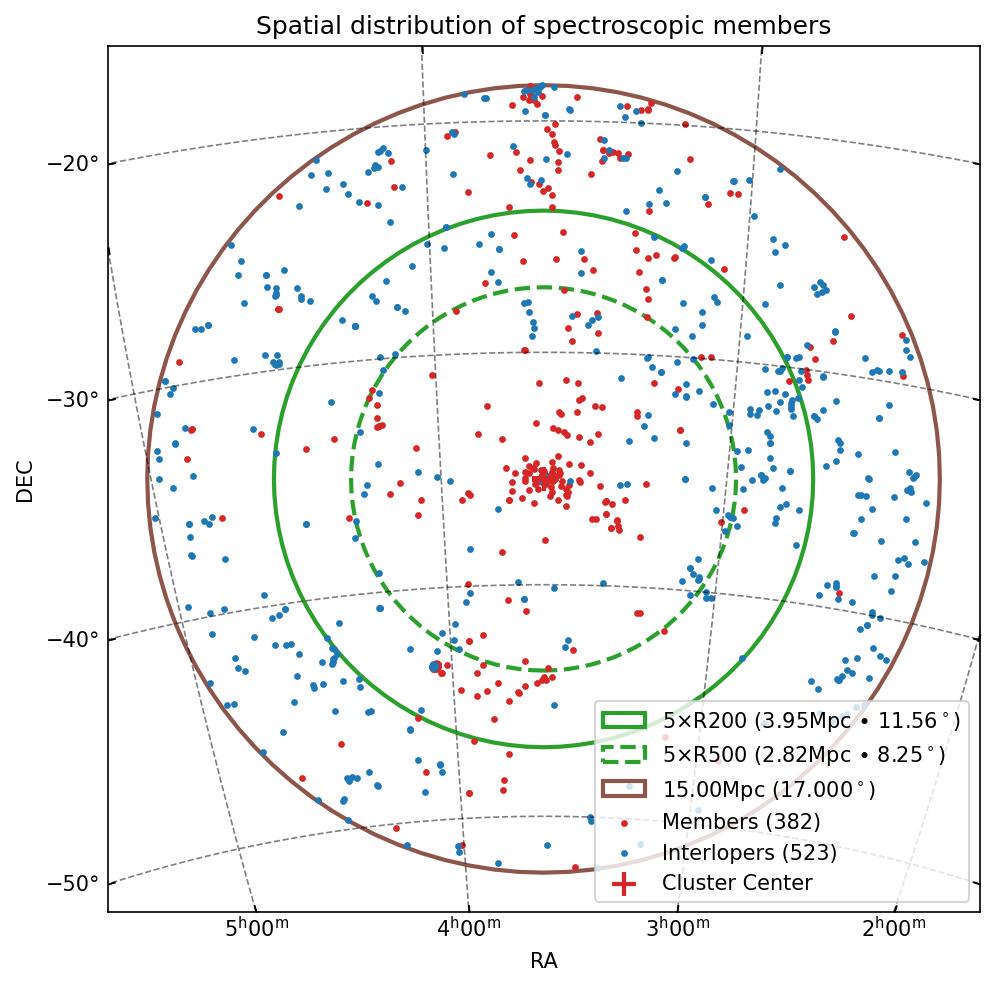 Spatial distribution of spectroscopic members
−20°
−30°
−40°
−50°
DEC
5×R200 (3.95Mpc • 11.56°)
5×R500 (2.82Mpc • 8.25°)
15.00Mpc (17.000°)
Members (382)
Interlopers (523)
Cluster Center
5ʰ00ᵐ 4ʰ00ᵐ 3ʰ00ᵐ 2ʰ00ᵐ
RA